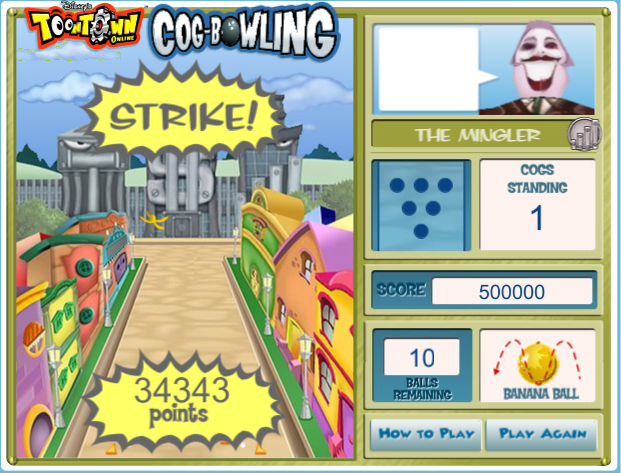 Disney's
TOONTOWN
ONLINE
COG-BOWLING
STRIKE!
34343
points
THE MINGLER
COGS
STANDING
1
SCORE 500000
10
BALLS
REMAINING
BANANA BALL
HOW TO PLAY
PLAY AGAIN